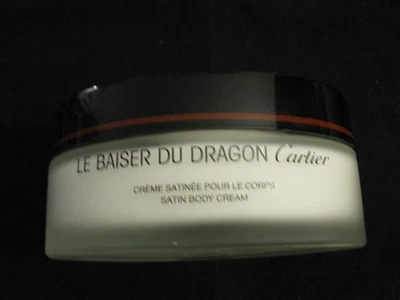 LE BAISER DU DRAGON Cartier
CRÈME SATINÉE POUR LE CORPS
SATIN BODY CREAM